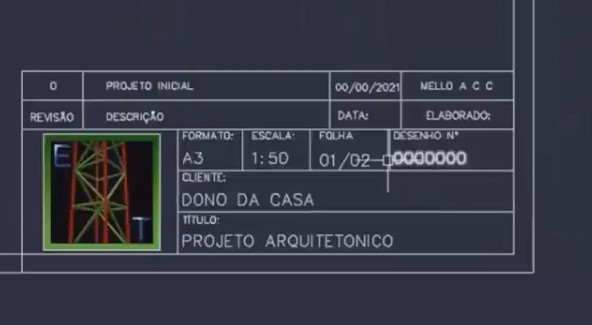 0 PROJETO INICIAL 00/00/2021 MELLO A C C
REVISÃO DESCRIÇÃO DATA: ELABORADO:
FORMATO: ESCALA: FOLHA DESENHO N°
A3 1:50 01/02 0000000
CLIENTE:
DONO DA CASA
TÍTULO:
PROJETO ARQUITETONICO
E
T